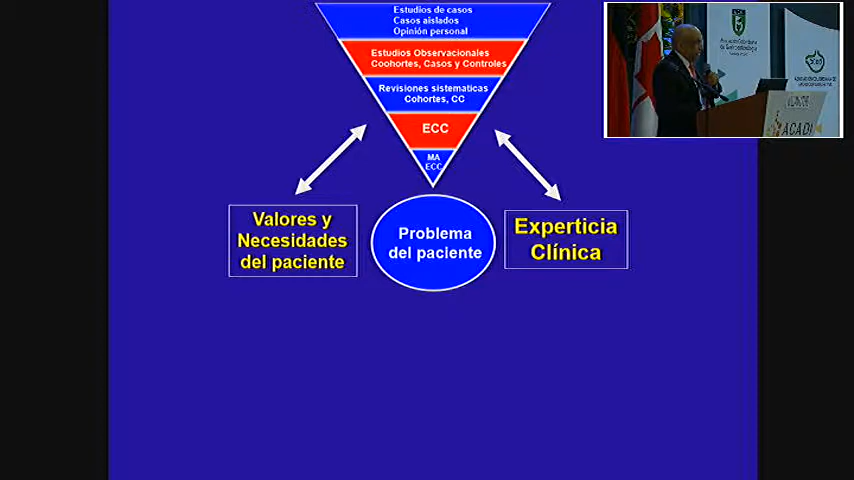 Estudios de casos
Casos aislados
Opinión personal
Estudios Observacionales
Coohortes, Casos y Controles
Revisiones sistematicas
Cohortes, CC
ECC
MA
ECC
Valores y
Necesidades
del paciente
Problema
del paciente
Experticia
Clínica
ACADI